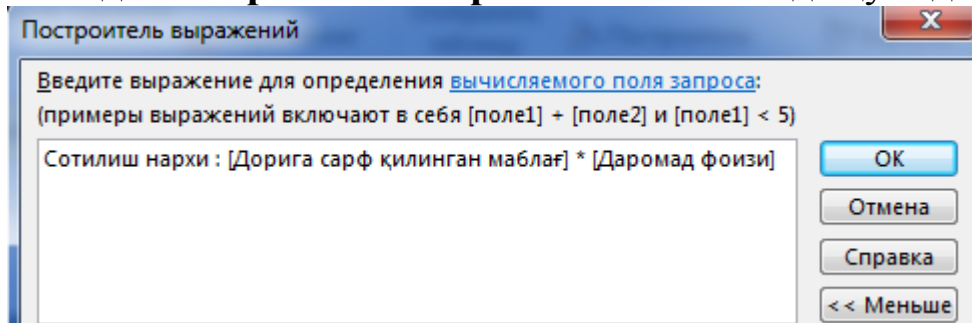 Построитель выражений
Введите выражение для определения вычисляемого поля запроса:
(примеры выражений включают в себя [поле1] + [поле2] и [поле1] < 5)
Сотилиш нархи : [Дорига сарф қилинган маблағ] * [Даромад фоизи]
ОК
Отмена
Справка
<< Меньше